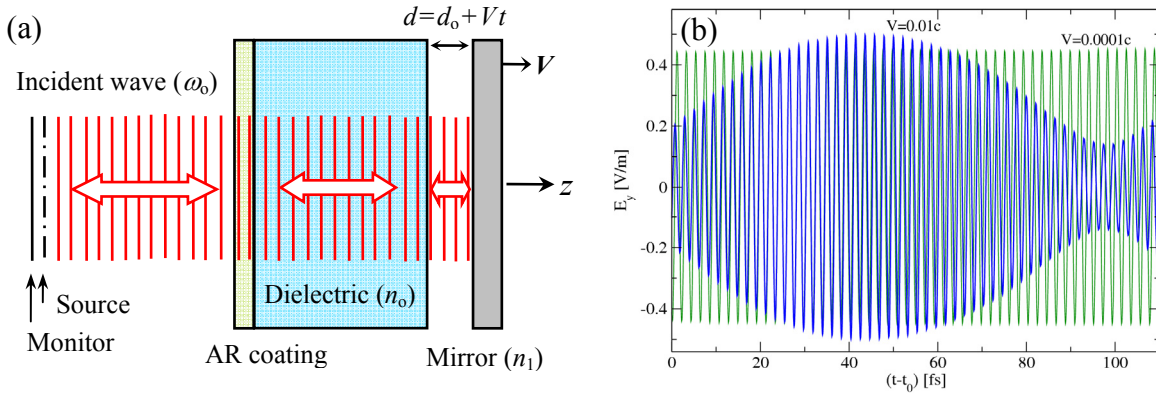 (a)
d=dₒ+Vt
V
Incident wave (ωₒ)
z
Dielectric (nₒ)
Source
Monitor
AR coating
Mirror (n₁)
(b)
V=0.01c
V=0.0001c
0.4
0.2
0
-0.2
-0.4
E_y [V/m]
0 20 40 60 80 100
(t-t₀) [fs]